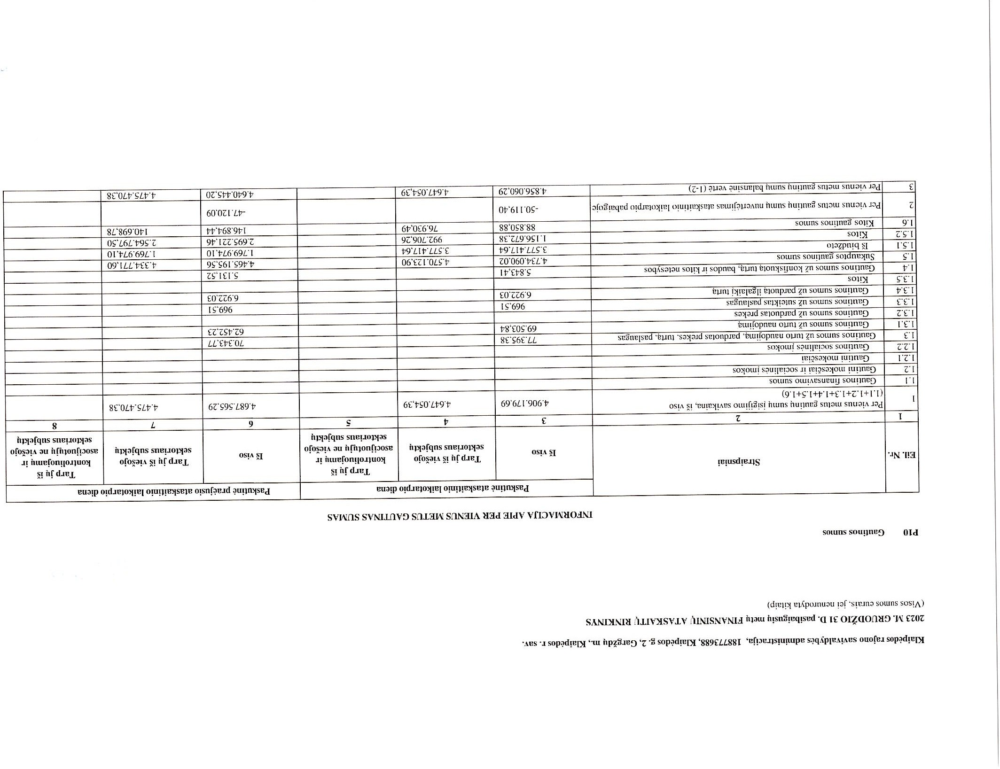 Klaipėdos rajono savivaldybės administracija, 188773688, Klaipėdos g. 2, Gargždų m., Klaipėdos r. sav.
2023 M. GRUODŽIO 31 D. pasibaigusių metų FINANSINIŲ ATASKAITŲ RINKINYS
(Visos sumos eurais, jei nenurodyta kitaip)
P10 Gautinos sumos
INFORMACIJA APIE PER VIENUS METUS GAUTINAS SUMAS
Eil. Nr. Straipsniai Paskutinė ataskaitinio laikotarpio diena Paskutinė praėjusio ataskaitinio laikotarpio diena
Iš viso Tarp jų iš viešojo sektoriaus subjektų Tarp jų iš kontroliuojamų ir asocijuotųjų ne viešojo sektoriaus subjektų Iš viso Tarp jų iš viešojo sektoriaus subjektų Tarp jų iš kontroliuojamų ir asocijuotųjų ne viešojo sektoriaus subjektų
1 2 3 4 5 6 7 8
1 Per vienus metus gautinų sumų įsigijimo savikaina, iš viso (1.1+1.2+1.3+1.4+1.5+1.6) 4.906.179,69 4.647.054,39 4.687.565,29 4.475.470,38
1.1 Gautinos finansavimo sumos
1.2 Gautini mokesčiai ir socialinės įmokos
1.2.1 Gautini mokesčiai
1.2.2 Gautinos socialinės įmokos
1.3 Gautinos sumos už turto naudojimą, parduotas prekes, turtą, paslaugas 77.395,38 70.343,77
1.3.1 Gautinos sumos už turto naudojimą 69.503,84 62.452,23
1.3.2 Gautinos sumos už parduotas prekes
1.3.3 Gautinos sumos už suteiktas paslaugas 969,51 969,51
1.3.4 Gautinos sumos už parduotą ilgalaikį turtą 6.922,03 6.922,03
1.3.5 Kitos
1.4 Gautinos sumos už konfiskuotą turtą, baudos ir kitos netesybos 5.843,41 5.131,52
1.5 Sukauptos gautinos sumos 4.734.090,02 4.570.123,90 4.465.195,56 4.334.771,60
1.5.1 Iš biudžeto 3.577.417,64 3.577.417,64 1.769.974,10 1.769.974,10
1.5.2 Kitos 1.156.672,38 992.706,26 2.695.221,46 2.564.797,50
1.6 Kitos gautinos sumos 88.850,88 76.930,49 146.894,44 140.698,78
2 Per vienus metus gautinų sumų nuvertėjimas ataskaitinio laikotarpio pabaigoje -50.119,40 -47.120,09
3 Per vienus metus gautinų sumų balansinė vertė (1-2) 4.856.060,29 4.647.054,39 4.640.445,20 4.475.470,38